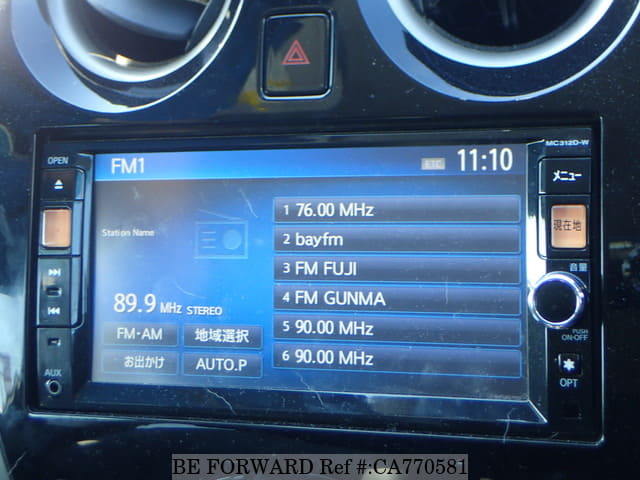 OPEN
MC312D-W
FM1
ETC
11:10
メニュー
Station Name
1 76.00 MHz
2 bayfm
3 FM FUJI
4 FM GUNMA
5 90.00 MHz
6 90.00 MHz
現在地
音量
89.9 MHz STEREO
FM・AM
地域選択
お出かけ
AUTO.P
PUSH
ON-OFF
AUX
OPT
BE FORWARD Ref #:CA770581